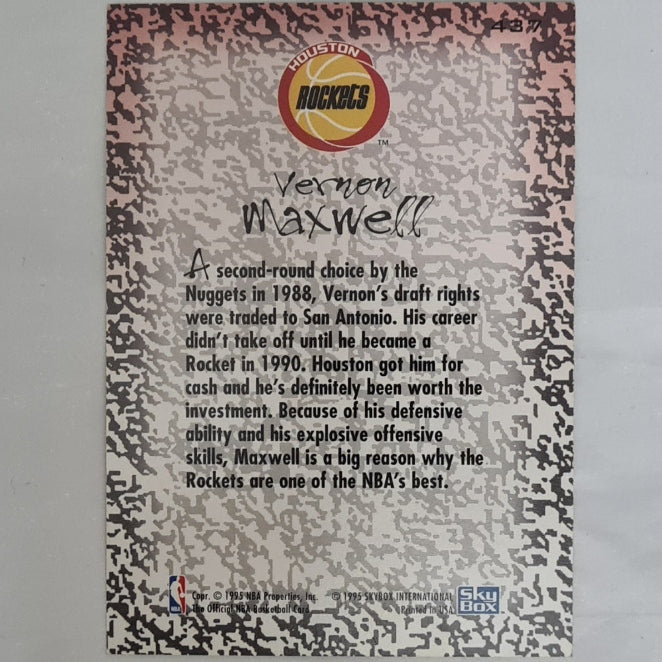 437
HOUSTON
ROCKETS
TM
Vernon
Maxwell
A second-round choice by the
Nuggets in 1988, Vernon's draft rights
were traded to San Antonio. His career
didn't take off until he became a
Rocket in 1990. Houston got him for
cash and he's definitely been worth the
investment. Because of his defensive
ability and his explosive offensive
skills, Maxwell is a big reason why the
Rockets are one of the NBA's best.
NBA
Copr. © 1995 NBA Properties, Inc.
The Official NBA Basketball Card
© 1995 SKYBOX INTERNATIONAL
Printed in USA
Sky
Box